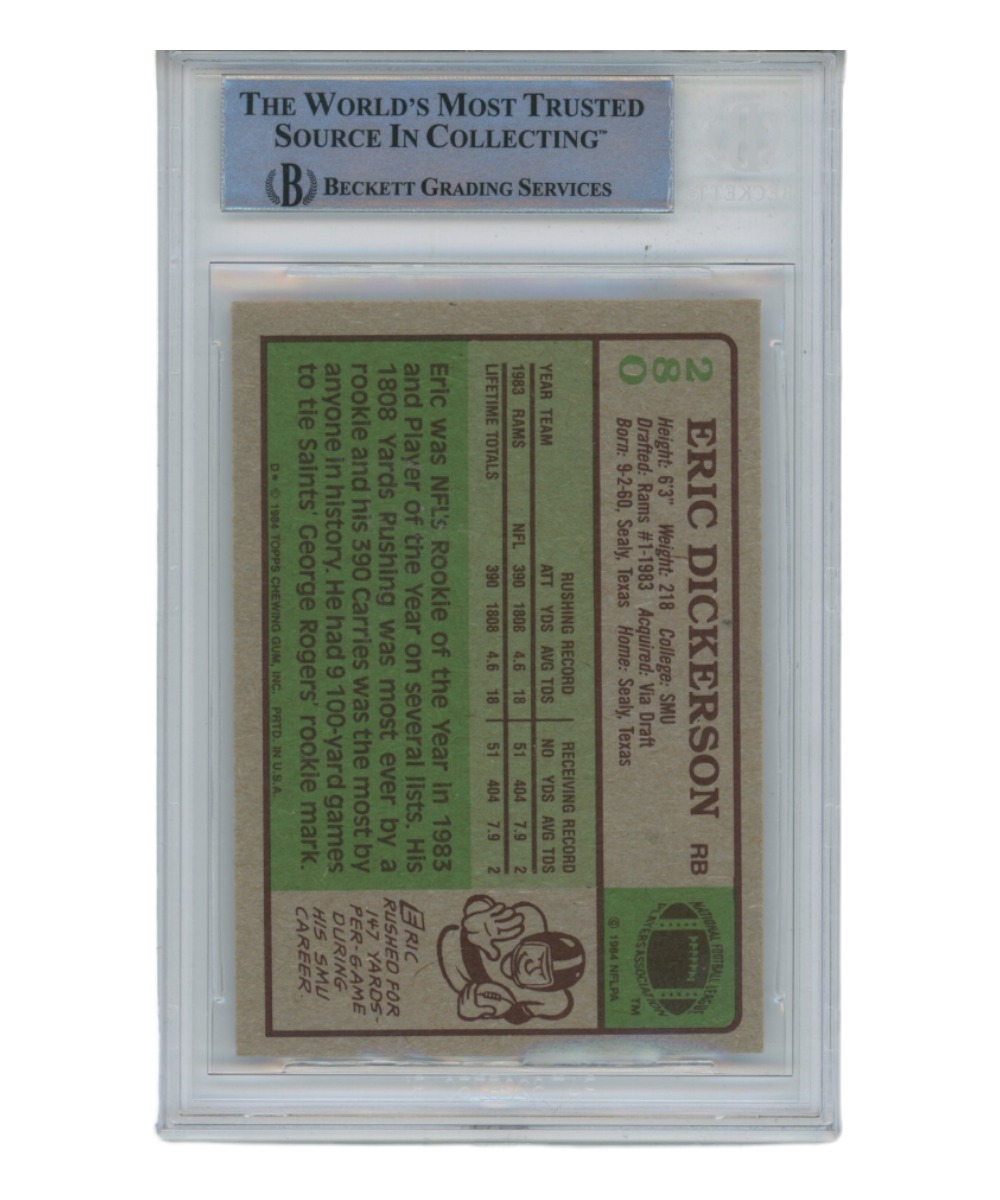 THE WORLD'S MOST TRUSTED
SOURCE IN COLLECTING™
B BECKETT GRADING SERVICES
BECKETT
280
ERIC DICKERSON RB
Height: 6'3" Weight: 218 College: SMU
Drafted: Rams #1-1983 Acquired: Via Draft
Born: 9-2-60, Sealy, Texas Home: Sealy, Texas
NATIONAL FOOTBALL LEAGUE
PLAYERS ASSOCIATION
TM
© 1984 NFLPA
RUSHING RECORD RECEIVING RECORD
YEAR TEAM ATT YDS AVG TDS NO YDS AVG TDS
1983 RAMS NFL 390 1808 4.6 18 51 404 7.9 2
LIFETIME TOTALS 390 1808 4.6 18 51 404 7.9 2
Eric was NFL's Rookie of the Year in 1983
and Player of the Year on several lists. His
1808 Yards Rushing was most ever by a
rookie and his 390 Carries was the most by
anyone in history. He had 9 100-yard games
to tie Saints' George Rogers' rookie mark.
D* © 1984 TOPPS CHEWING GUM, INC. PRTD. IN U.S.A.
ERIC
RUSHED FOR
147 YARDS-
PER-GAME
DURING
HIS SMU
CAREER.